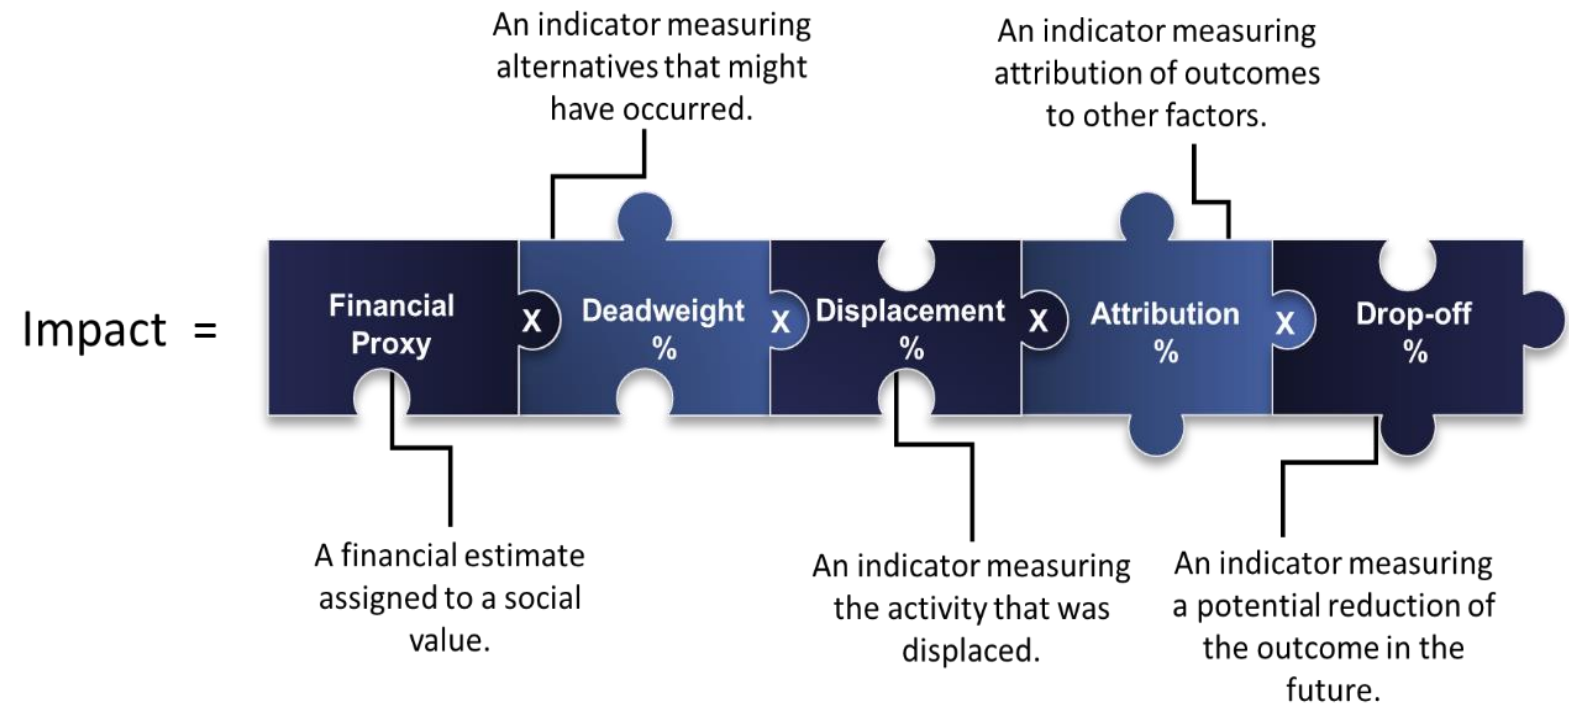 An indicator measuring
alternatives that might
have occurred.
An indicator measuring
attribution of outcomes
to other factors.
Impact =
Financial
Proxy
X
Deadweight
%
X
Displacement
%
X
Attribution
%
X
Drop-off
%
A financial estimate
assigned to a social
value.
An indicator measuring
the activity that was
displaced.
An indicator measuring
a potential reduction of
the outcome in the
future.